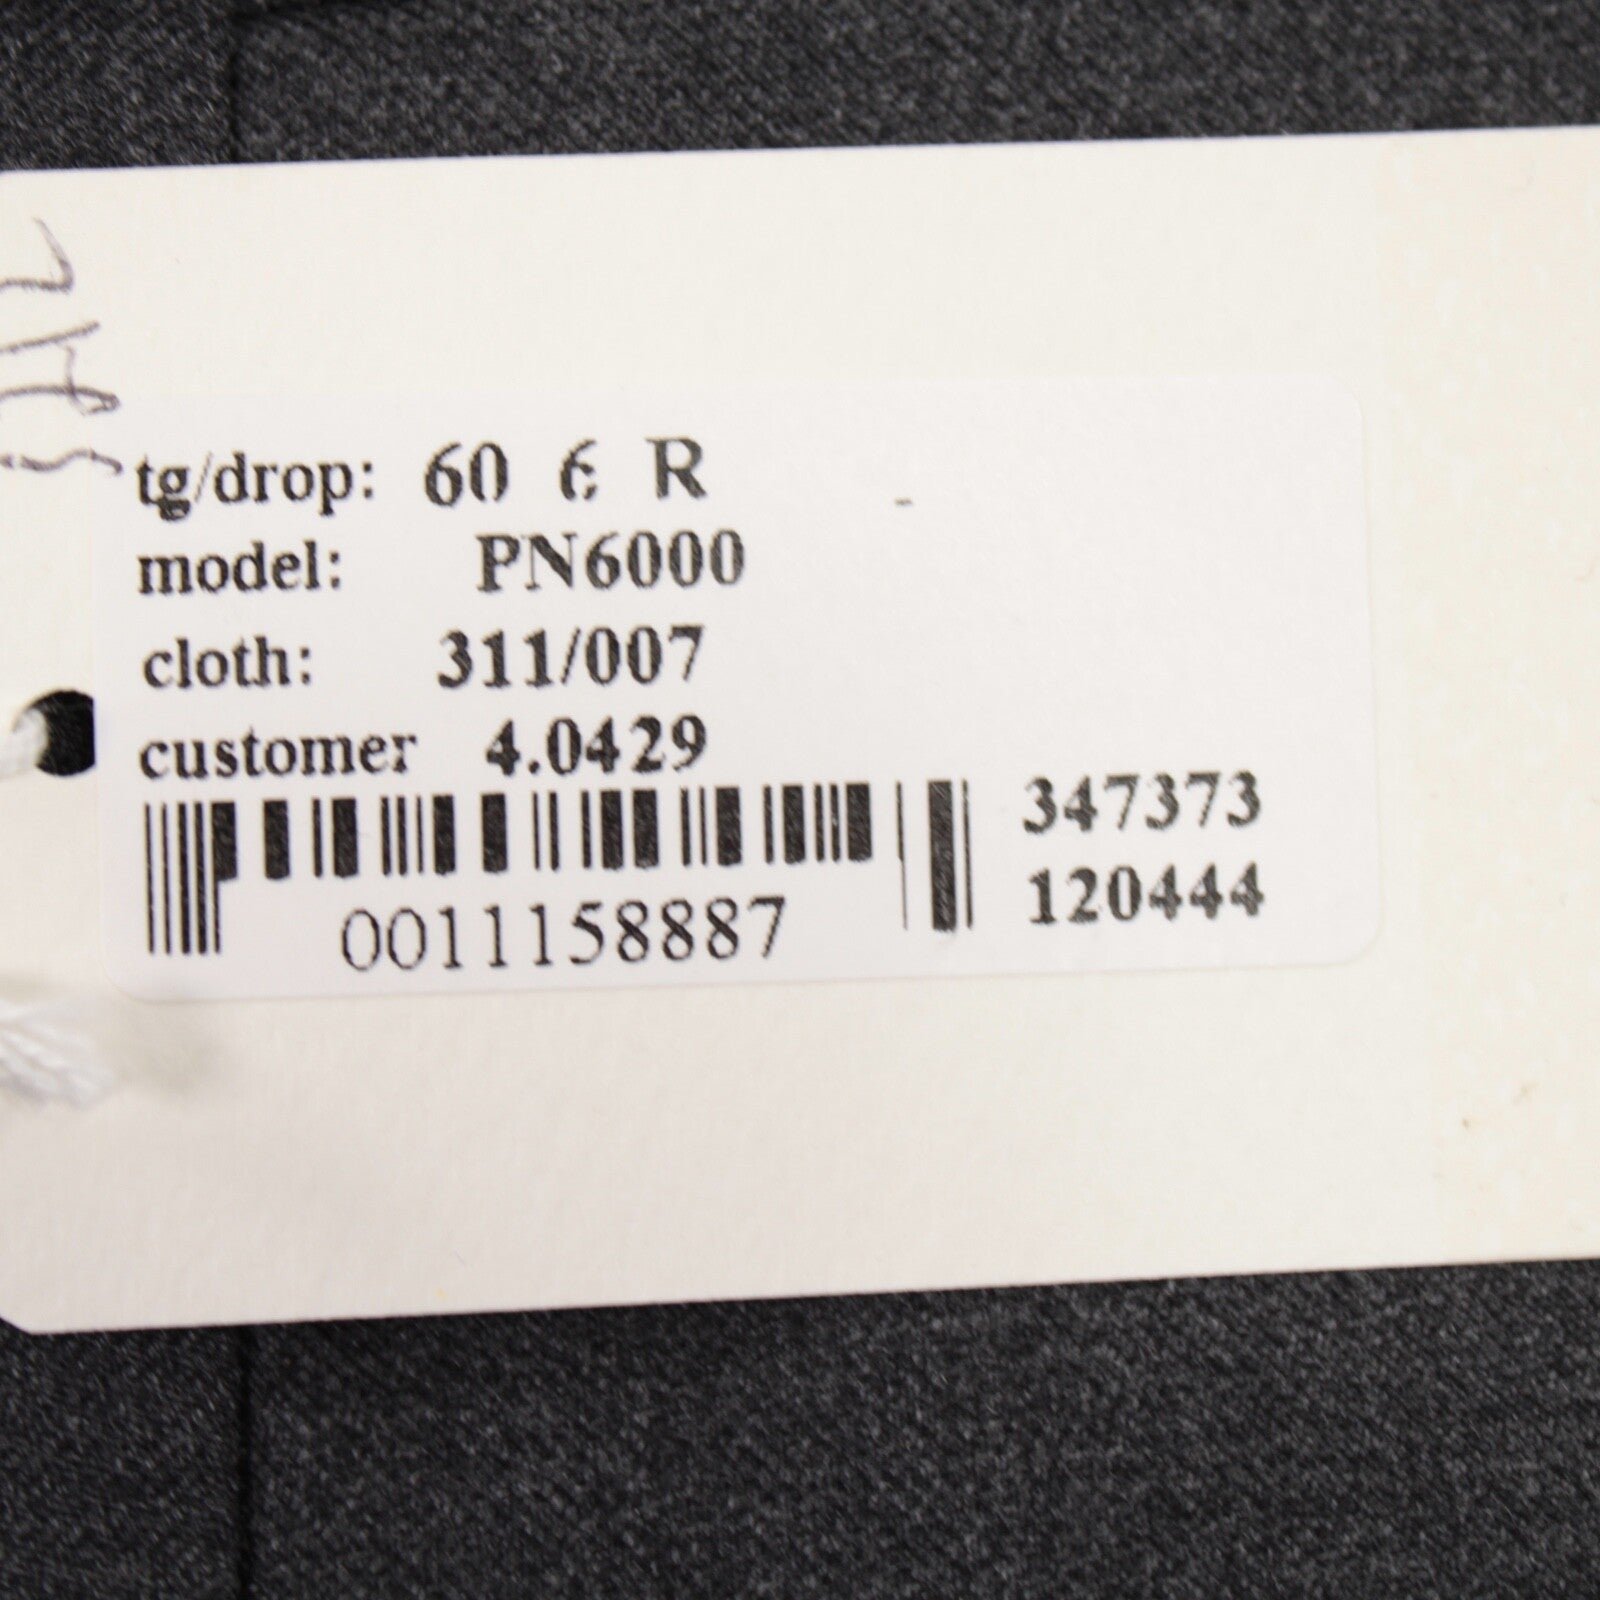 tg/drop: 60 6 R
model: PN6000
cloth: 311/007
customer 4.0429
347373
120444
0011158887